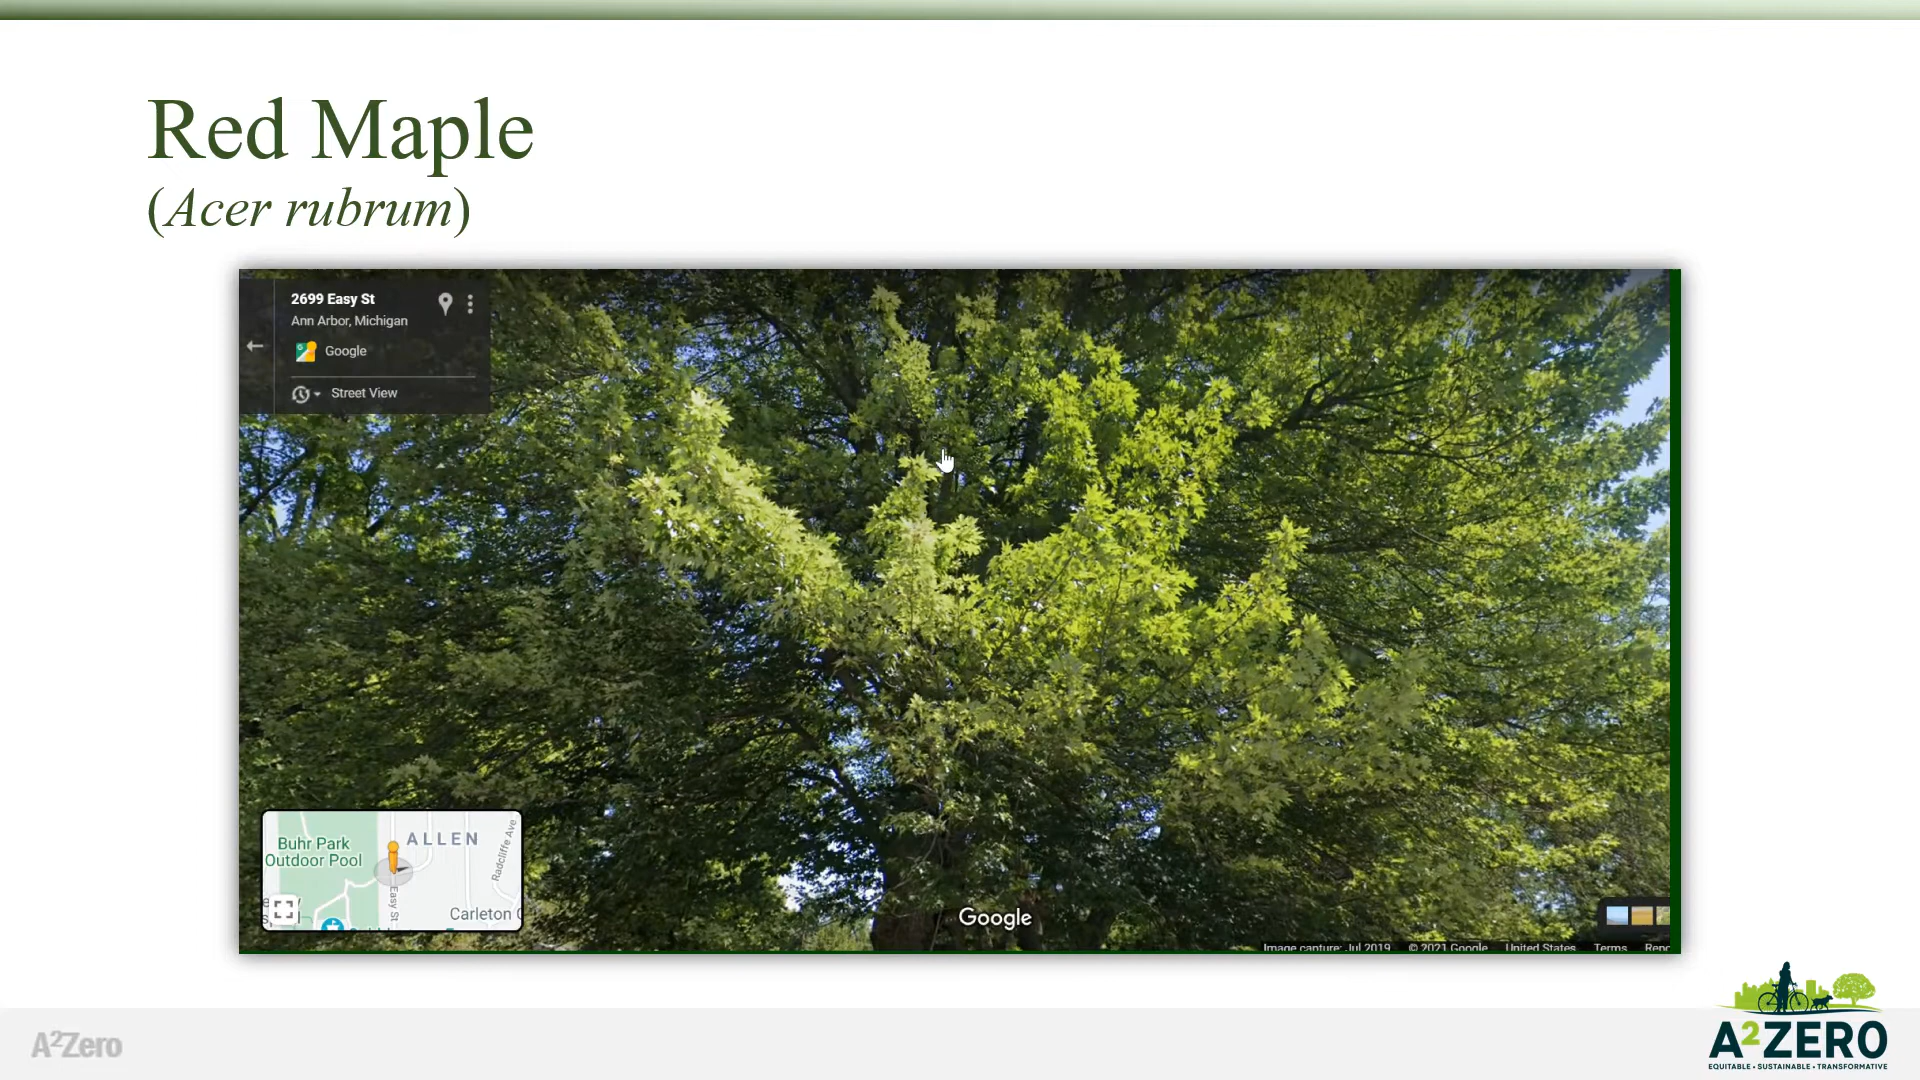 Red Maple
(Acer rubrum)
2699 Easy St
Ann Arbor, Michigan
Google
Street View
ALLEN
Buhr Park
Outdoor Pool
Radcliffe Ave
Easy St
Carleton
Google
Image capture: Jul 2019 © 2021 Google United States Terms
A²Zero
A²ZERO
EQUITABLE • SUSTAINABLE • TRANSFORMATIVE